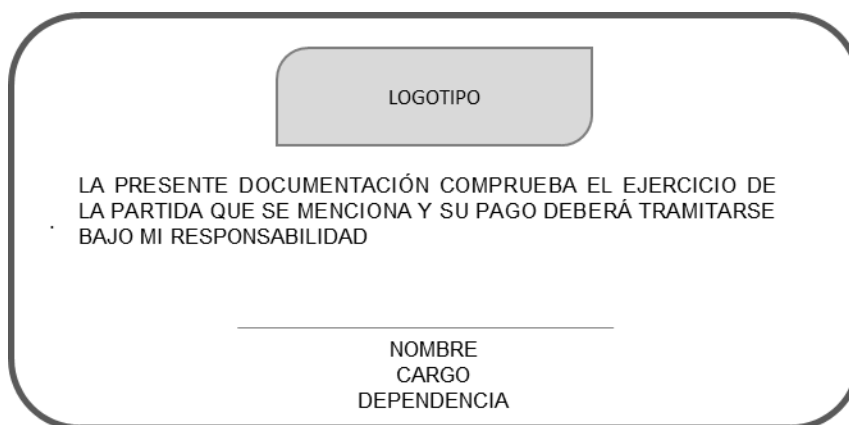 LOGOTIPO
LA PRESENTE DOCUMENTACIÓN COMPRUEBA EL EJERCICIO DE
LA PARTIDA QUE SE MENCIONA Y SU PAGO DEBERÁ TRAMITARSE
BAJO MI RESPONSABILIDAD
NOMBRE
CARGO
DEPENDENCIA